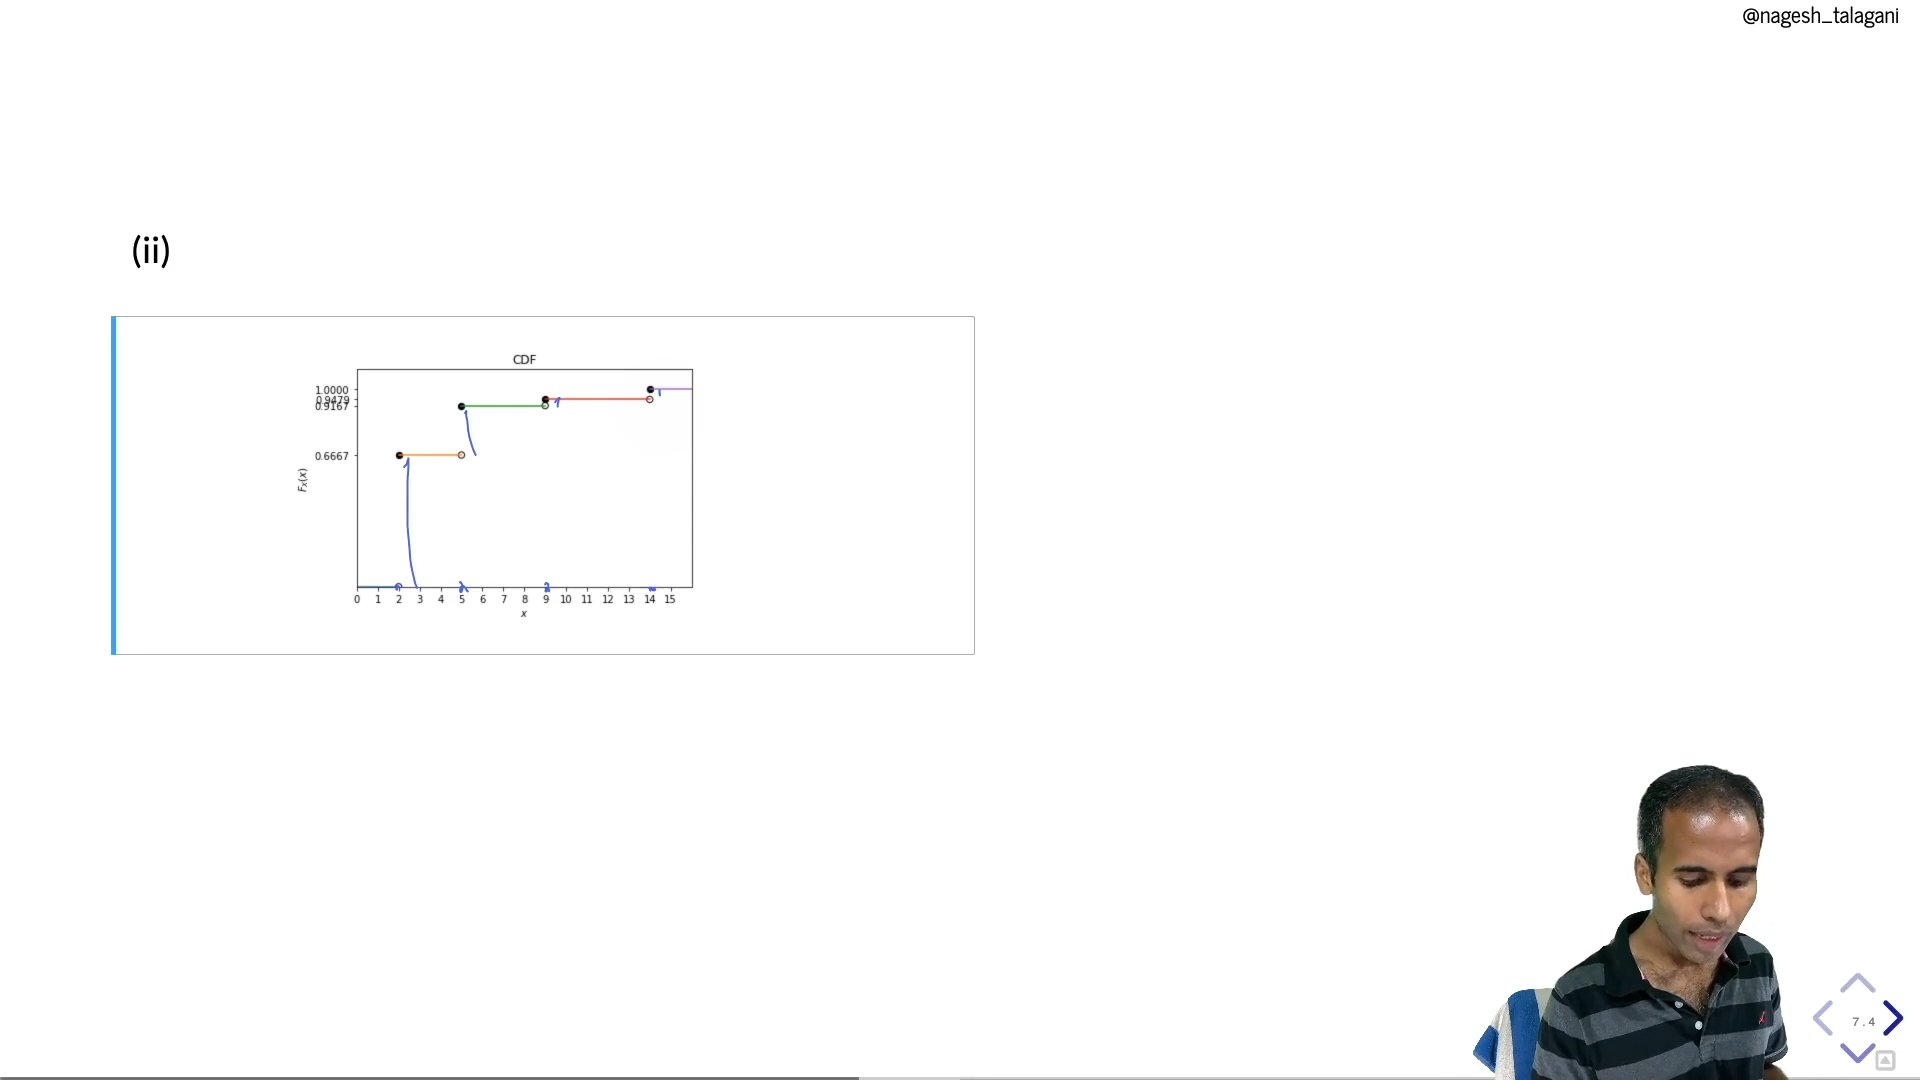 @nagesh_talagani
(ii)
CDF
1.0000
0.9479
0.9167
0.6667
Fx(x)
0 1 2 3 4 5 6 7 8 9 10 11 12 13 14 15
x
7.4